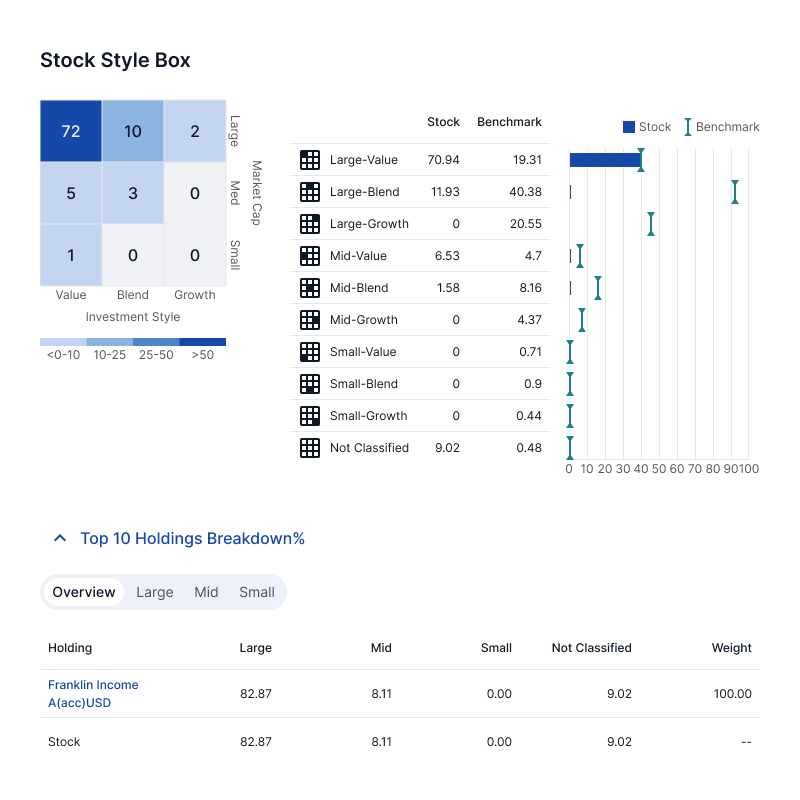 Stock Style Box
72 10 2
5 3 0
1 0 0
Large
Med
Small
Market Cap
Value Blend Growth
Investment Style
<0-10 10-25 25-50 >50
Stock Benchmark
Large-Value 70.94 19.31
Large-Blend 11.93 40.38
Large-Growth 0 20.55
Mid-Value 6.53 4.7
Mid-Blend 1.58 8.16
Mid-Growth 0 4.37
Small-Value 0 0.71
Small-Blend 0 0.9
Small-Growth 0 0.44
Not Classified 9.02 0.48
Stock Benchmark
0 10 20 30 40 50 60 70 80 90 100
Top 10 Holdings Breakdown%
Overview Large Mid Small
Holding Large Mid Small Not Classified Weight
Franklin Income
A(acc)USD 82.87 8.11 0.00 9.02 100.00
Stock 82.87 8.11 0.00 9.02 --